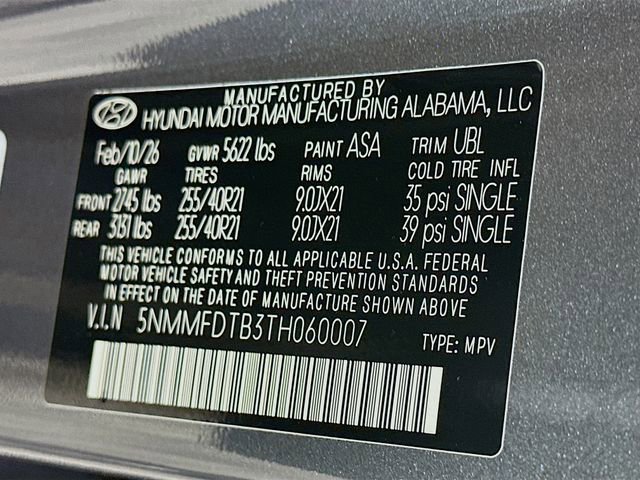 MANUFACTURED BY
HYUNDAI MOTOR MANUFACTURING ALABAMA, LLC
Feb/10/26 GVWR 5622 lbs PAINT ASA TRIM UBL
GAWR TIRES RIMS COLD TIRE INFL
FRONT 2745 lbs 255/40R21 9.0JX21 35 psi SINGLE
REAR 3131 lbs 255/40R21 9.0JX21 39 psi SINGLE
THIS VEHICLE CONFORMS TO ALL APPLICABLE U.S.A. FEDERAL
MOTOR VEHICLE SAFETY AND THEFT PREVENTION STANDARDS
IN EFFECT ON THE DATE OF MANUFACTURE SHOWN ABOVE
V.I.N 5NMMFDTB3TH060007 TYPE: MPV